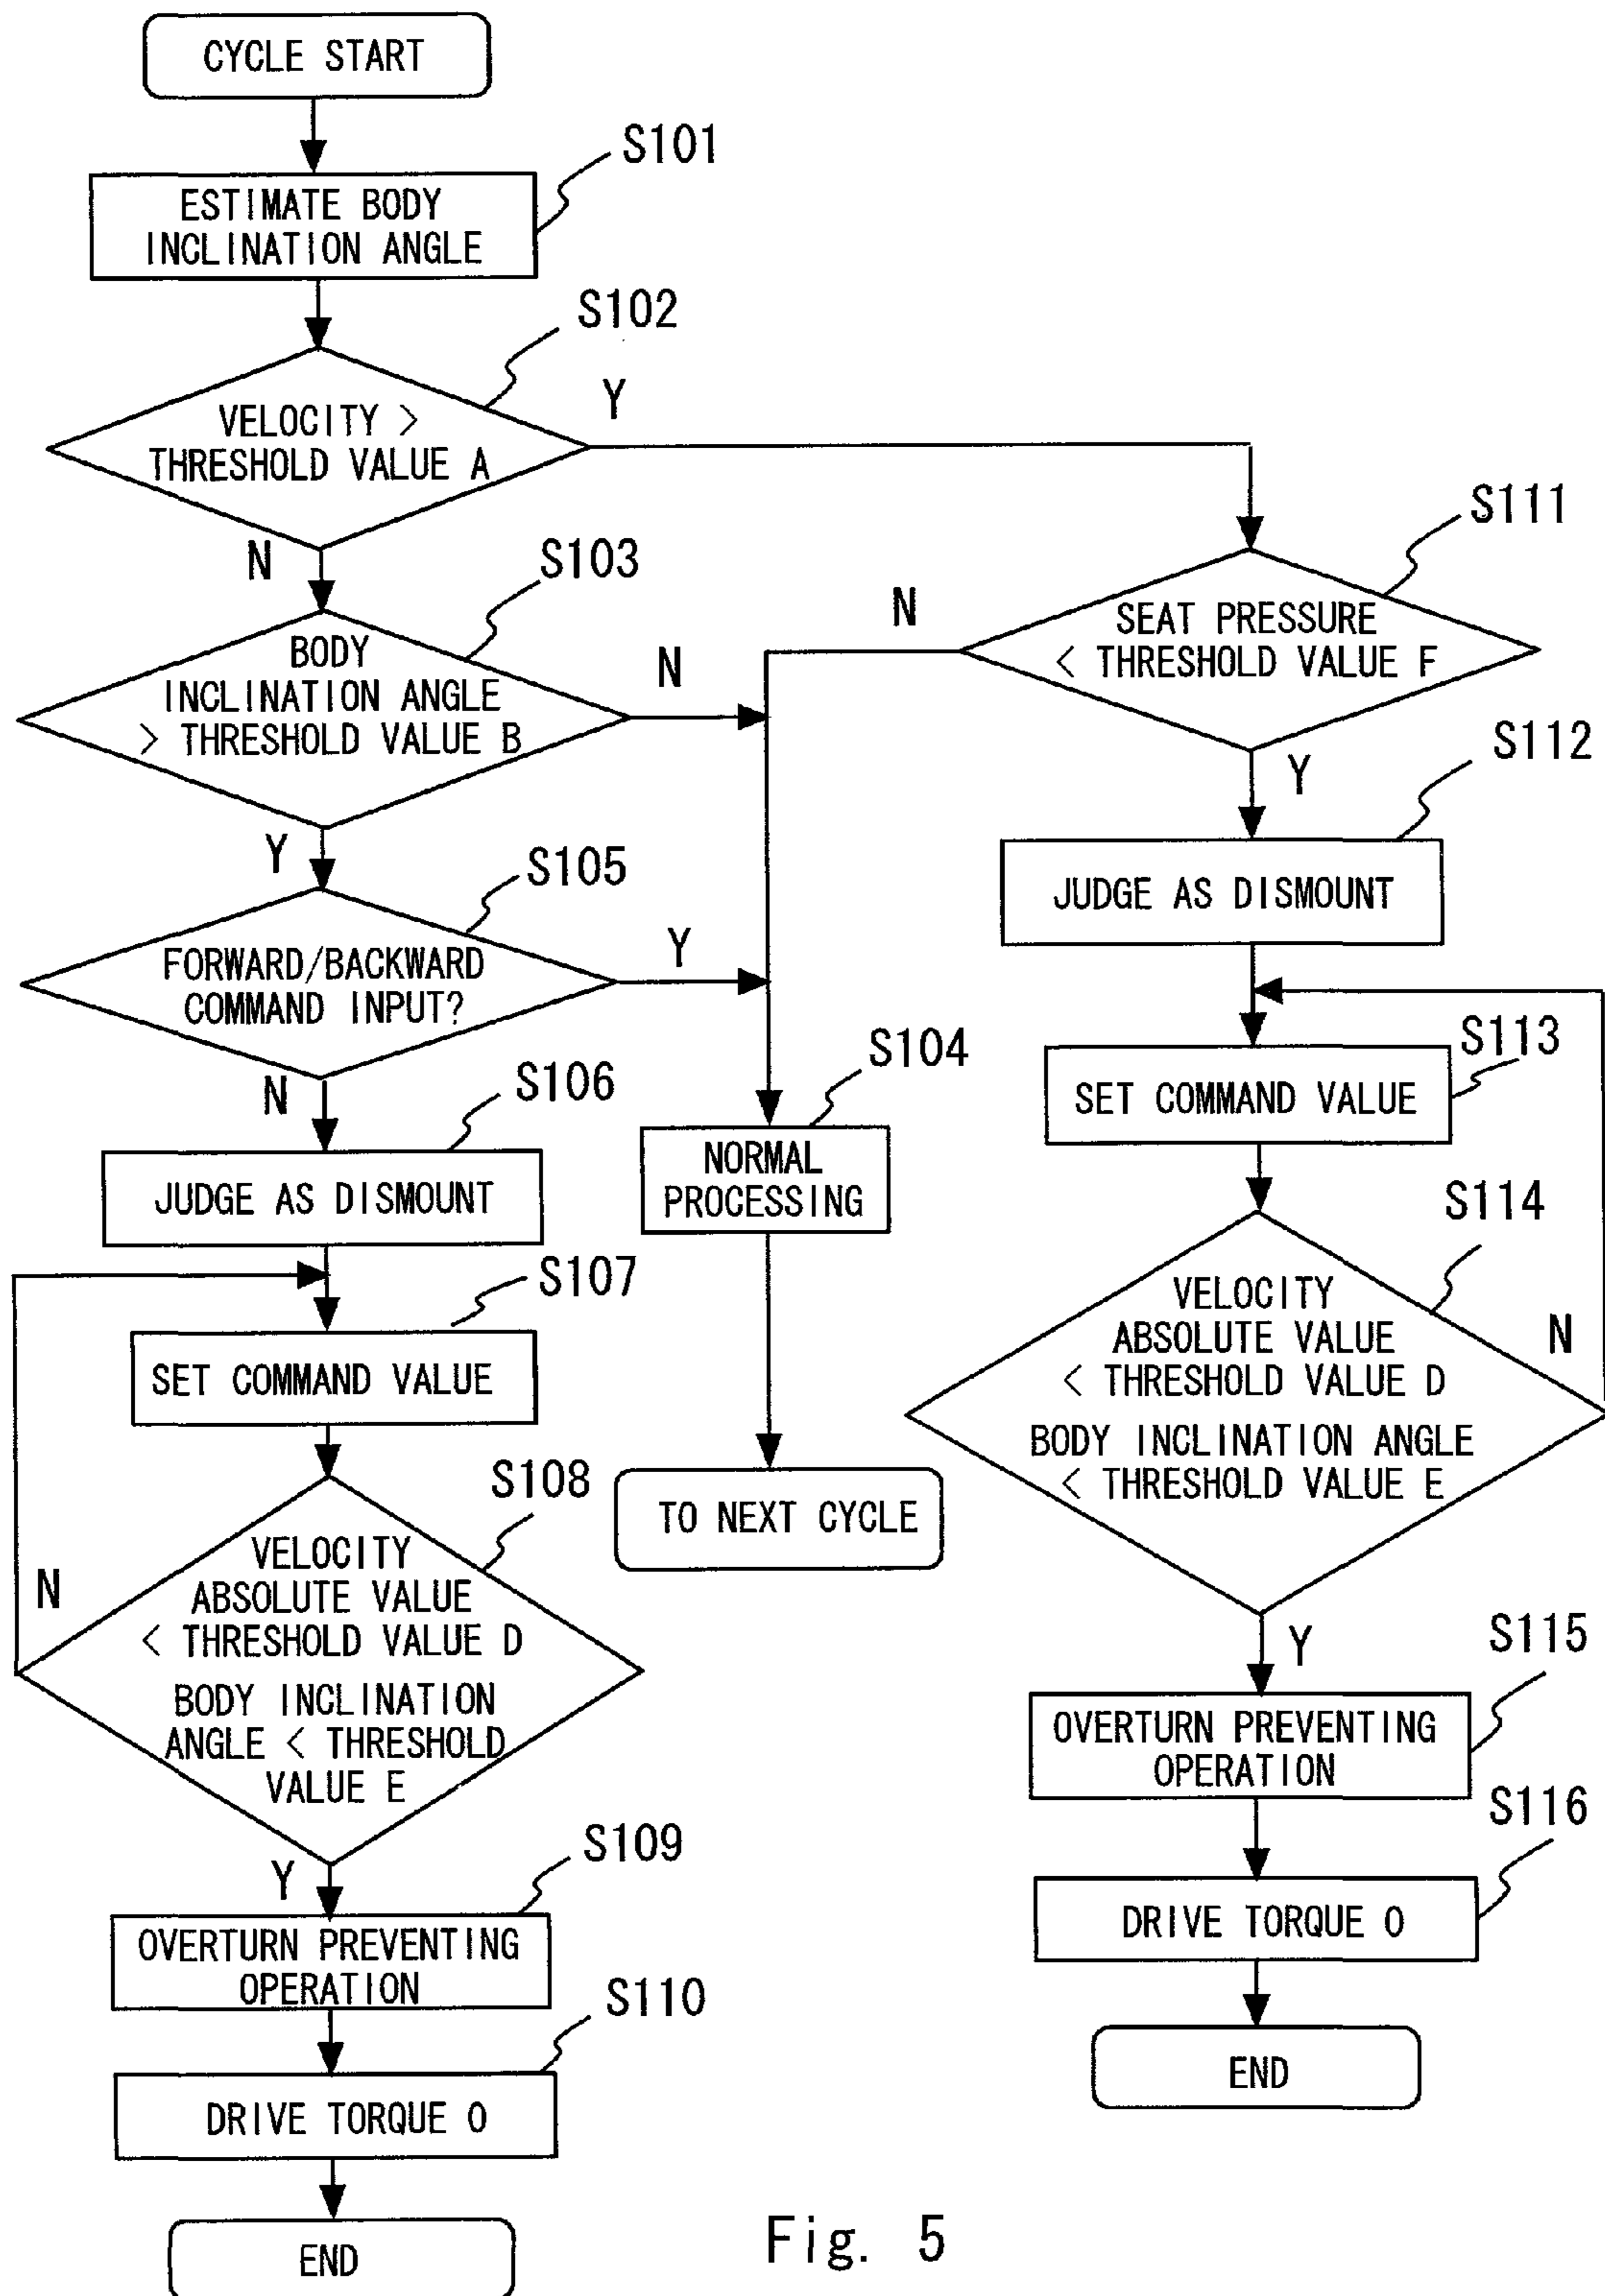 CYCLE START
S101
ESTIMATE BODY
INCLINATION ANGLE
S102
VELOCITY >
THRESHOLD VALUE A
Y
N
S103
BODY
INCLINATION ANGLE
> THRESHOLD VALUE B
N
Y
S105
FORWARD/BACKWARD
COMMAND INPUT?
Y
N
S106
JUDGE AS DISMOUNT
S107
SET COMMAND VALUE
S108
VELOCITY
ABSOLUTE VALUE
< THRESHOLD VALUE D
BODY INCLINATION
ANGLE < THRESHOLD
VALUE E
N
Y
S109
OVERTURN PREVENTING
OPERATION
S110
DRIVE TORQUE 0
END
S104
NORMAL
PROCESSING
TO NEXT CYCLE
S111
SEAT PRESSURE
< THRESHOLD VALUE F
N
Y
S112
JUDGE AS DISMOUNT
S113
SET COMMAND VALUE
S114
VELOCITY
ABSOLUTE VALUE
< THRESHOLD VALUE D
BODY INCLINATION ANGLE
< THRESHOLD VALUE E
N
Y
S115
OVERTURN PREVENTING
OPERATION
S116
DRIVE TORQUE 0
END
Fig. 5